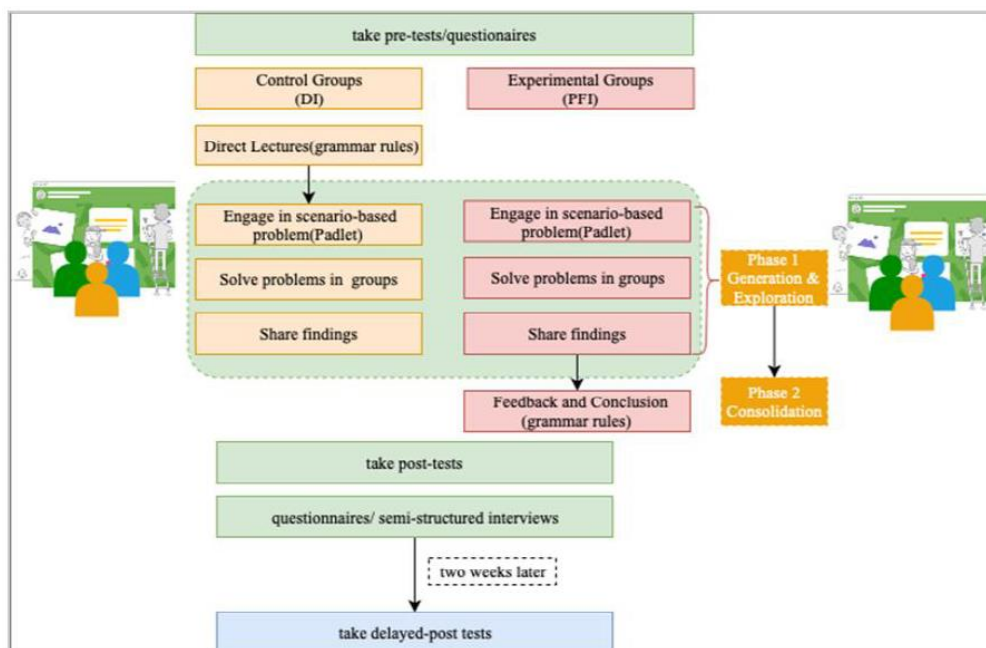 take pre-tests/questionaires
Control Groups
(DI)
Experimental Groups
(PFI)
Direct Lectures(grammar rules)
Engage in scenario-based
problem(Padlet)
Engage in scenario-based
problem(Padlet)
Phase 1
Generation &
Exploration
Solve problems in groups
Solve problems in groups
Share findings
Share findings
Phase 2
Consolidation
Feedback and Conclusion
(grammar rules)
take post-tests
questionnaires/ semi-structured interviews
two weeks later
take delayed-post tests